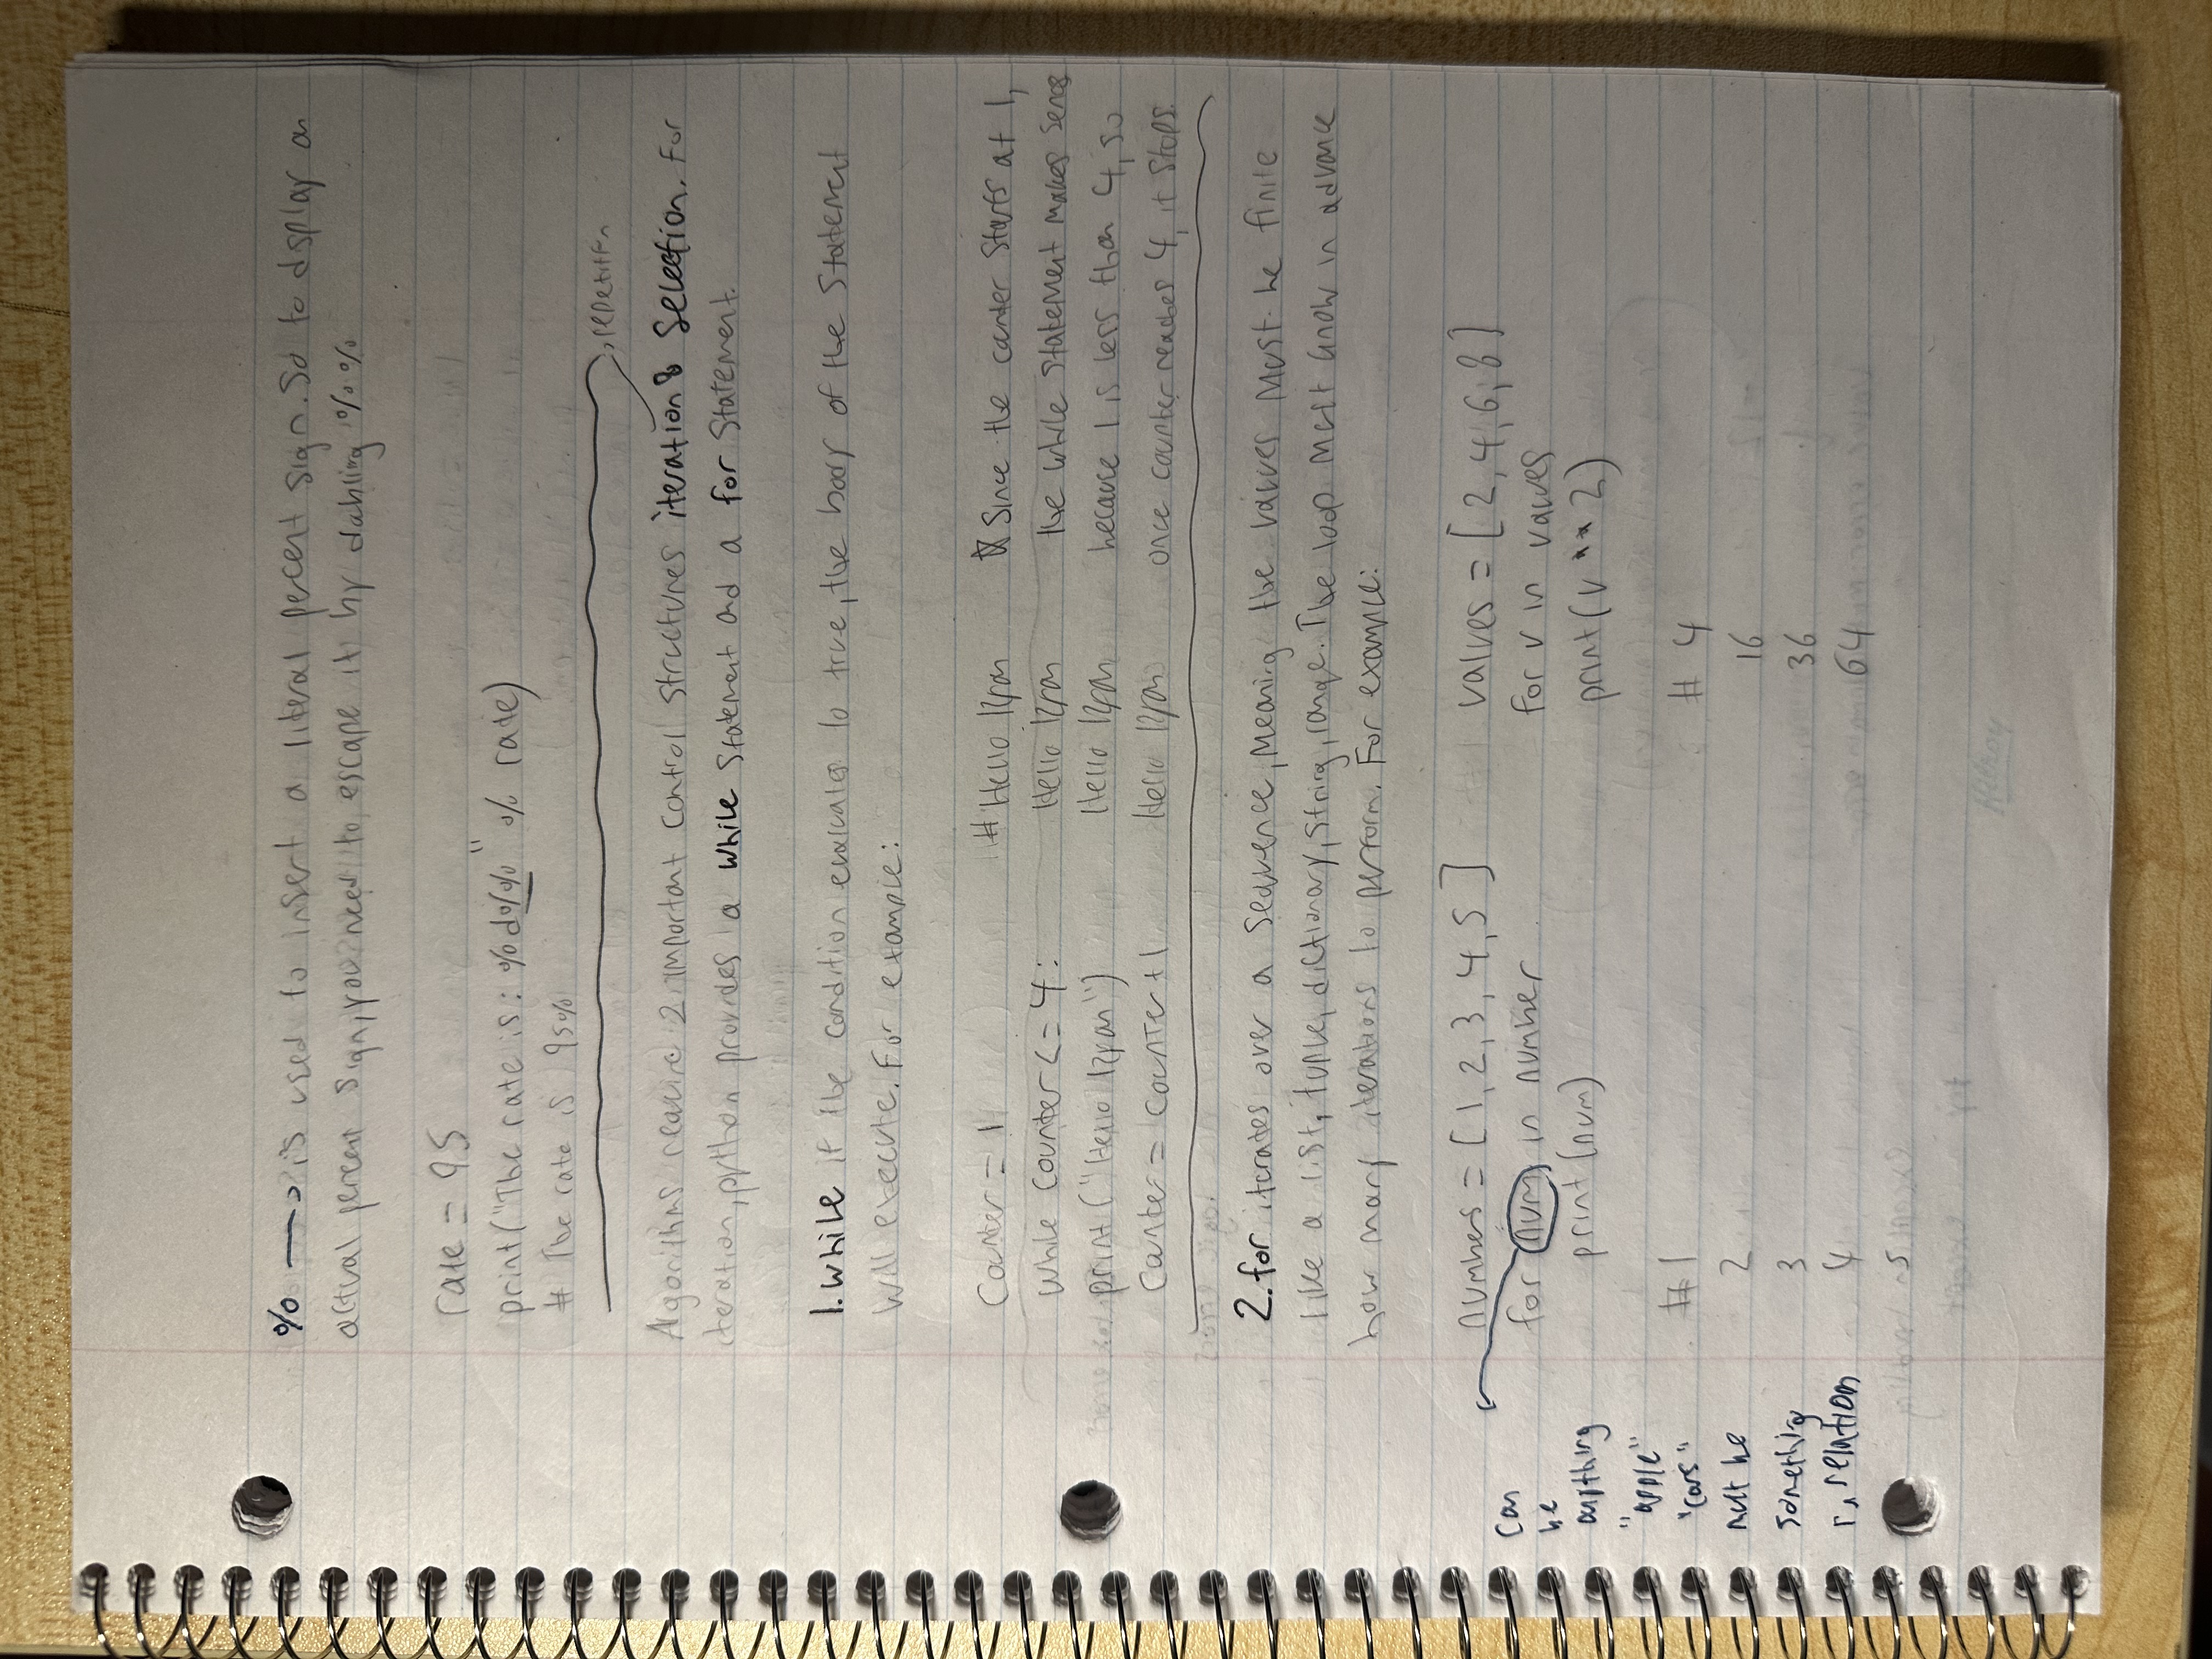 % → is used to insert a literal percent sign. So to display an
actual percent sign, you need to escape it by dubling %%
rate = 95
print("The rate is: %d%%" % rate)
# The rate is 95%
→ repetition
Algorithms require 2 important control structures iteration & Selection. For
iteration, python provides a while statement and a for statement.
1. while if the condition evaluates to true, the body of the statement
will execute. For example:
Counter = 1 # Hello Ryan ☆ Since the counter starts at 1,
while counter <= 4: Hello Ryan the while statement makes sense
print ("Hello Ryan") Hello Ryan because 1 is less than 4, so
Counter = counter + 1 Hello Ryan once counter reaches 4, it stops.
2. for iterates over a sequence, meaning the values must be finite
like a list, tuple, dictionary, string, range. The loop must know in advance
how many iterations to perform. For example:
numbers = [1, 2, 3, 4, 5] values = [2, 4, 6, 8]
for num in number for v in values
print(num) print(v ** 2)
can
be
anything
"apple"
"cars"
must be
something
relation
# 1 # 4
2 16
3 36
4 64
5
Hilroy